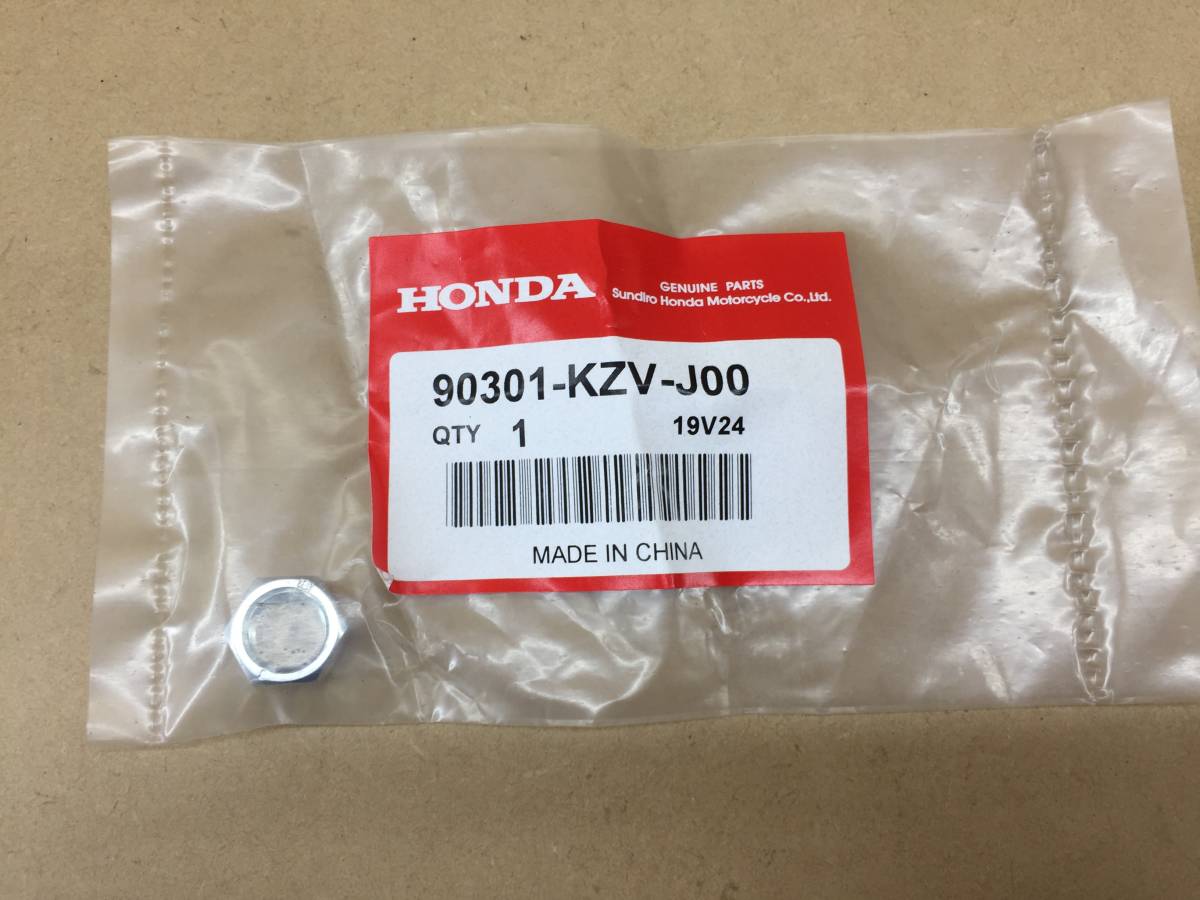 HONDA
GENUINE PARTS
Sundiro Honda Motorcycle Co.,Ltd.
90301-KZV-J00
QTY 1 19V24
MADE IN CHINA